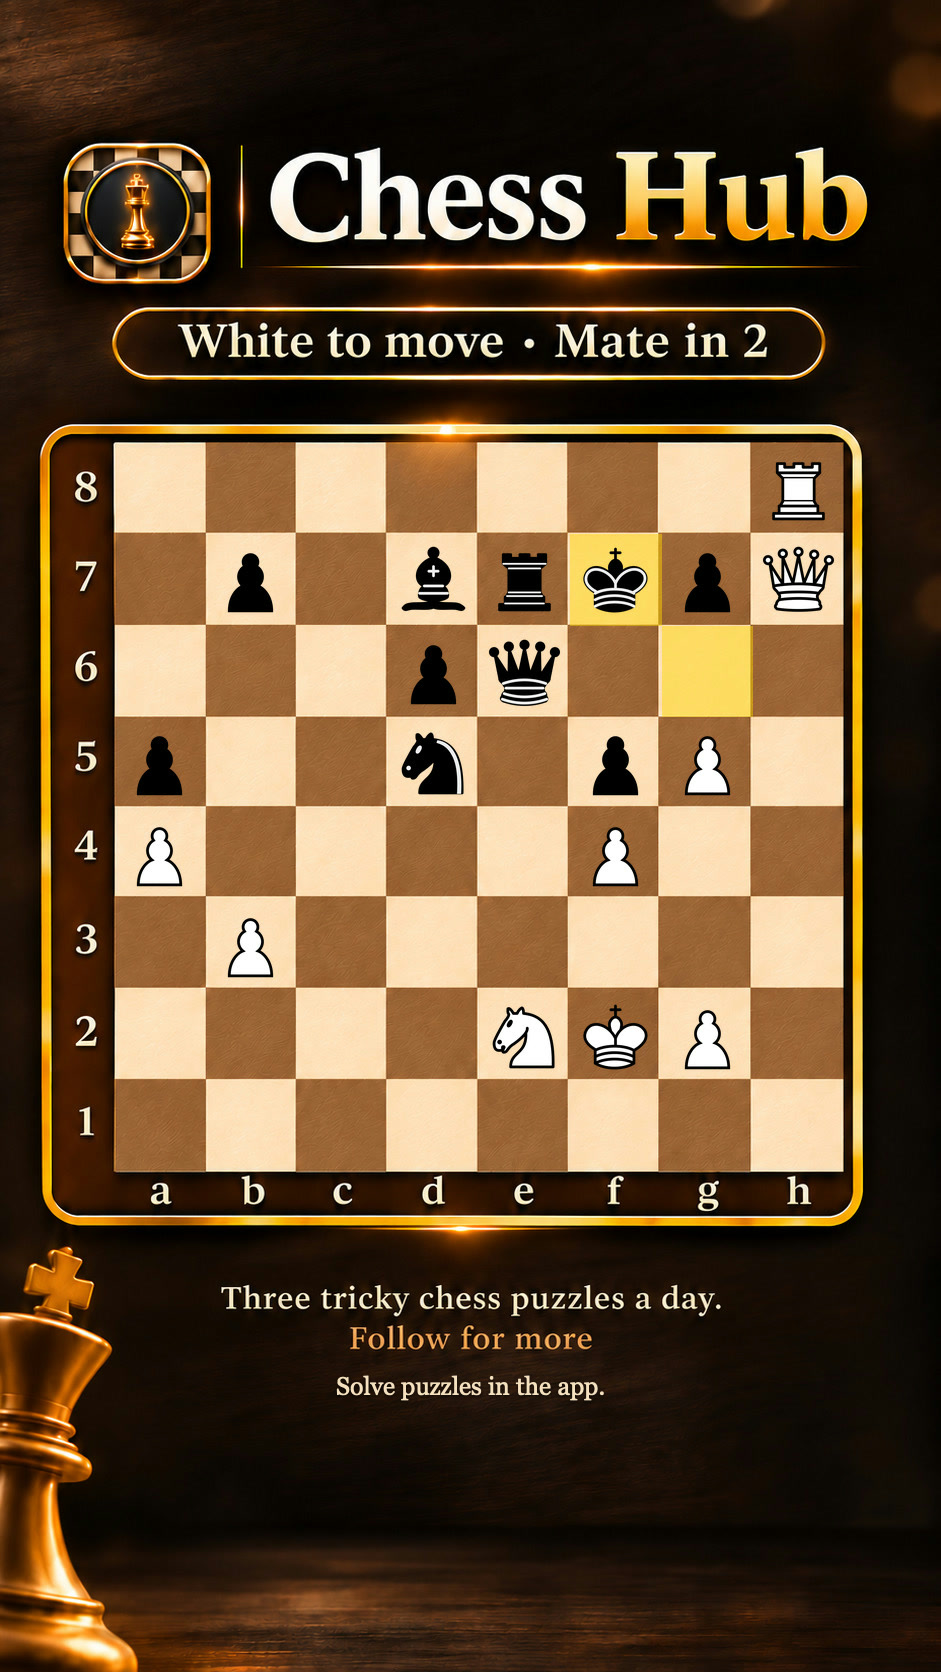 Chess Hub
White to move • Mate in 2
8
7
6
5
4
3
2
1
a b c d e f g h
Three tricky chess puzzles a day.
Follow for more
Solve puzzles in the app.